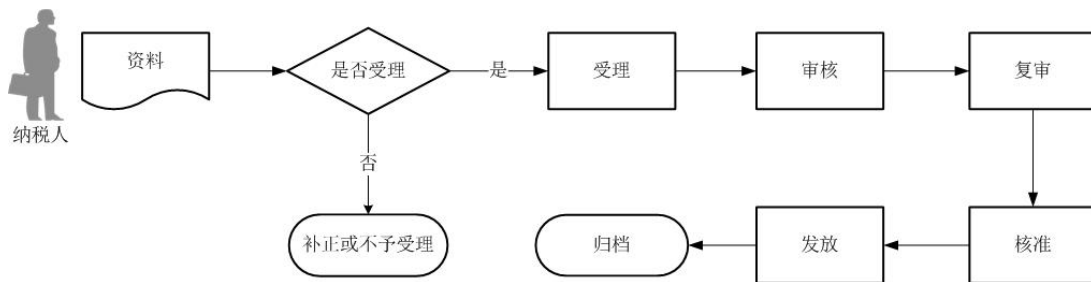 资料
是否受理
是
受理
审核
复审
纳税人
否
补正或不予受理
归档
发放
核准